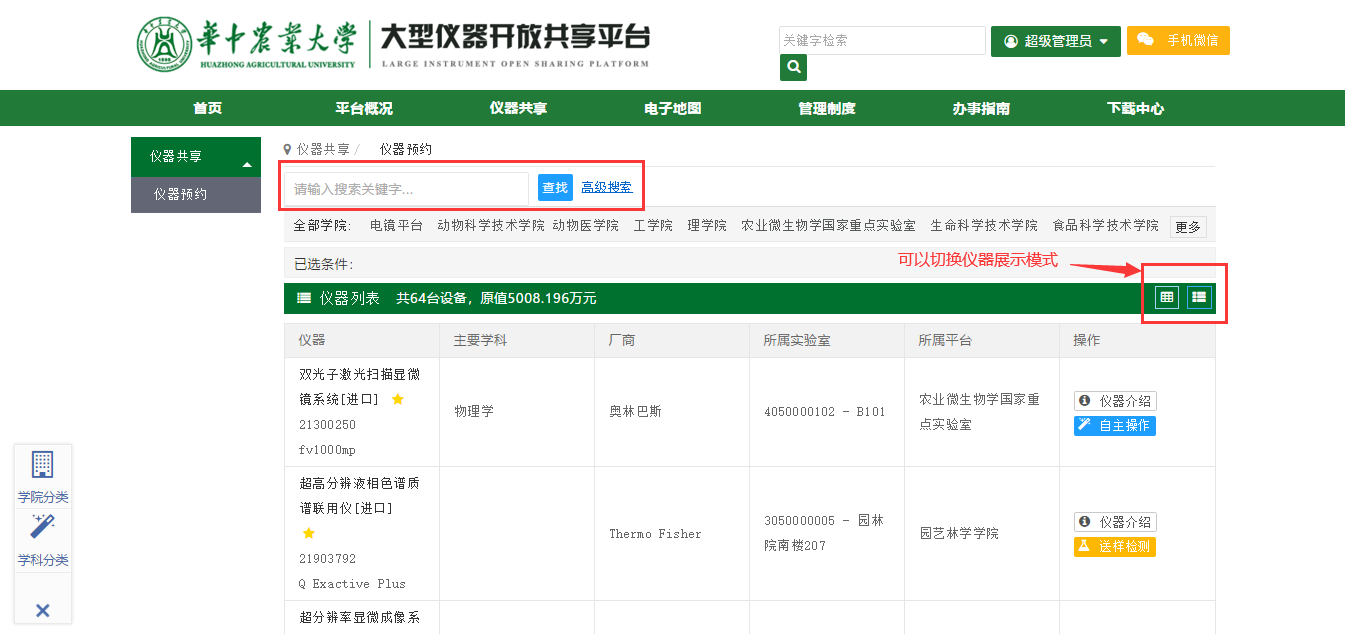 华中农业大学
HUAZHONG AGRICULTURAL UNIVERSITY
大型仪器开放共享平台
LARGE INSTRUMENT OPEN SHARING PLATFORM
关键字检索
超级管理员
手机微信
首页 平台概况 仪器共享 电子地图 管理制度 办事指南 下载中心
仪器共享
仪器预约
仪器共享 / 仪器预约
请输入搜索关键字... 查找 高级搜索
全部学院: 电镜平台 动物科学技术学院 动物医学院 工学院 理学院 农业微生物学国家重点实验室 生命科学技术学院 食品科学技术学院 更多
已选条件:
可以切换仪器展示模式
仪器列表 共64台设备，原值5008.196万元
仪器 主要学科 厂商 所属实验室 所属平台 操作
双光子激光扫描显微
镜系统[进口]
21300250
fv1000mp
物理学
奥林巴斯
4050000102 - B101
农业微生物学国家重
点实验室
仪器介绍
自主操作
超高分辨液相色谱质
谱联用仪[进口]
21903792
Q Exactive Plus
Thermo Fisher
3050000005 - 园林
院南楼207
园艺林学学院
仪器介绍
送样检测
超分辨率显微成像系
学院分类
学科分类